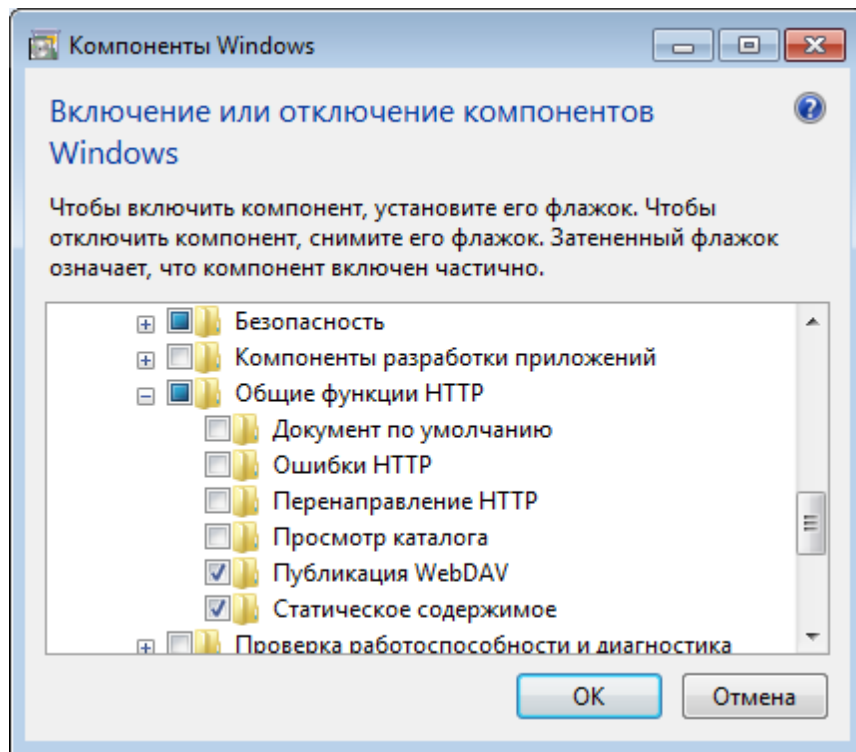 Компоненты Windows
Включение или отключение компонентов
Windows
Чтобы включить компонент, установите его флажок. Чтобы
отключить компонент, снимите его флажок. Затененный флажок
означает, что компонент включен частично.
Безопасность
Компоненты разработки приложений
Общие функции HTTP
Документ по умолчанию
Ошибки HTTP
Перенаправление HTTP
Просмотр каталога
Публикация WebDAV
Статическое содержимое
Проверка работоспособности и диагностика
ОК
Отмена